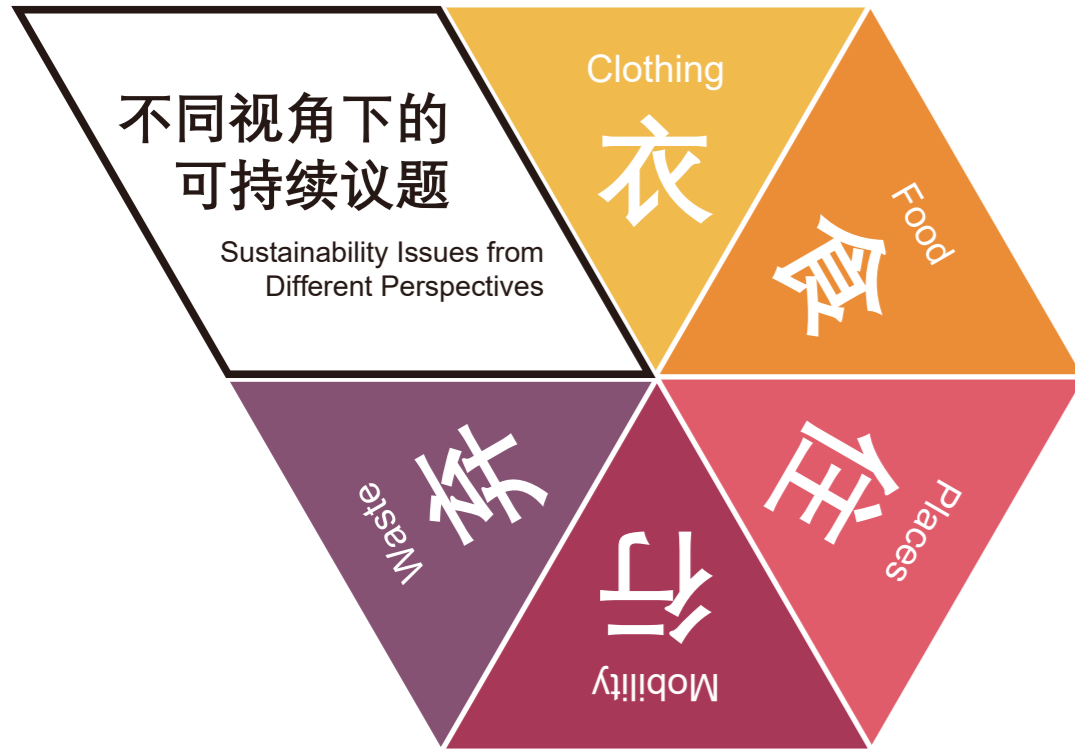 不同视角下的
可持续议题
Sustainability Issues from
Different Perspectives
Clothing
衣
Food
食
Places
住
Mobility
行
Waste
弃